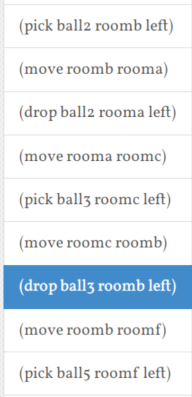 (pick ball2 roomb left)
(move roomb rooma)
(drop ball2 rooma left)
(move rooma roomc)
(pick ball3 roomc left)
(move roomc roomb)
(drop ball3 roomb left)
(move roomb roomf)
(pick ball5 roomf left)